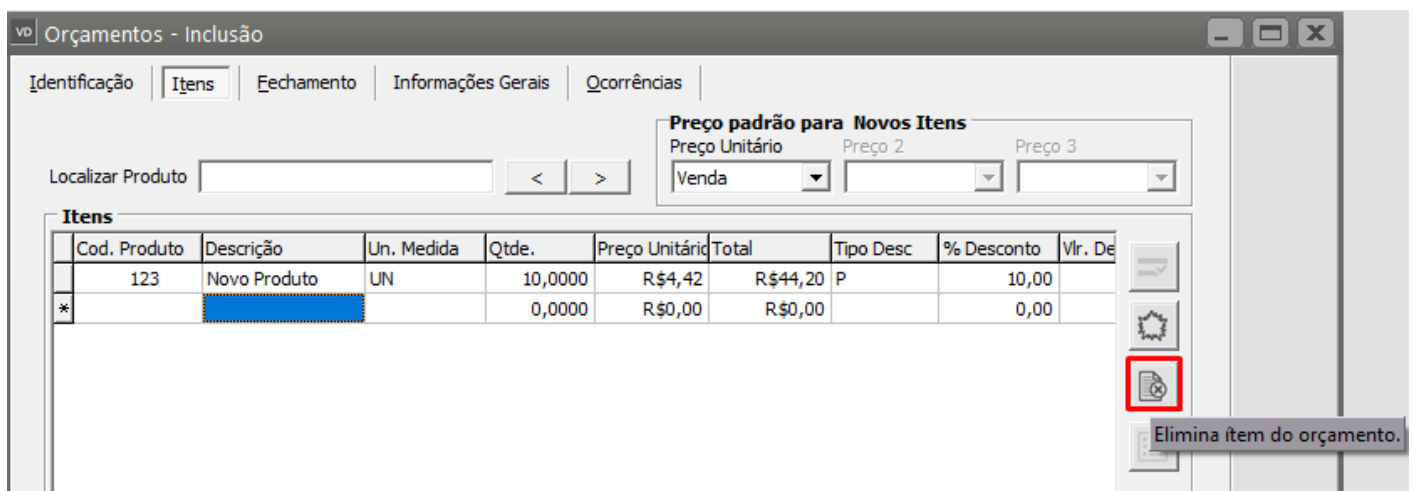 VD Orçamentos - Inclusão
Identificação Itens Fechamento Informações Gerais Ocorrências
Preço padrão para Novos Itens
Preço Unitário Preço 2 Preço 3
Localizar Produto < > Venda
Itens
Cod. Produto Descrição Un. Medida Qtde. Preço Unitário Total Tipo Desc % Desconto Vlr. De
123 Novo Produto UN 10,0000 R$4,42 R$44,20 P 10,00
* 0,0000 R$0,00 R$0,00 0,00
Elimina ítem do orçamento.